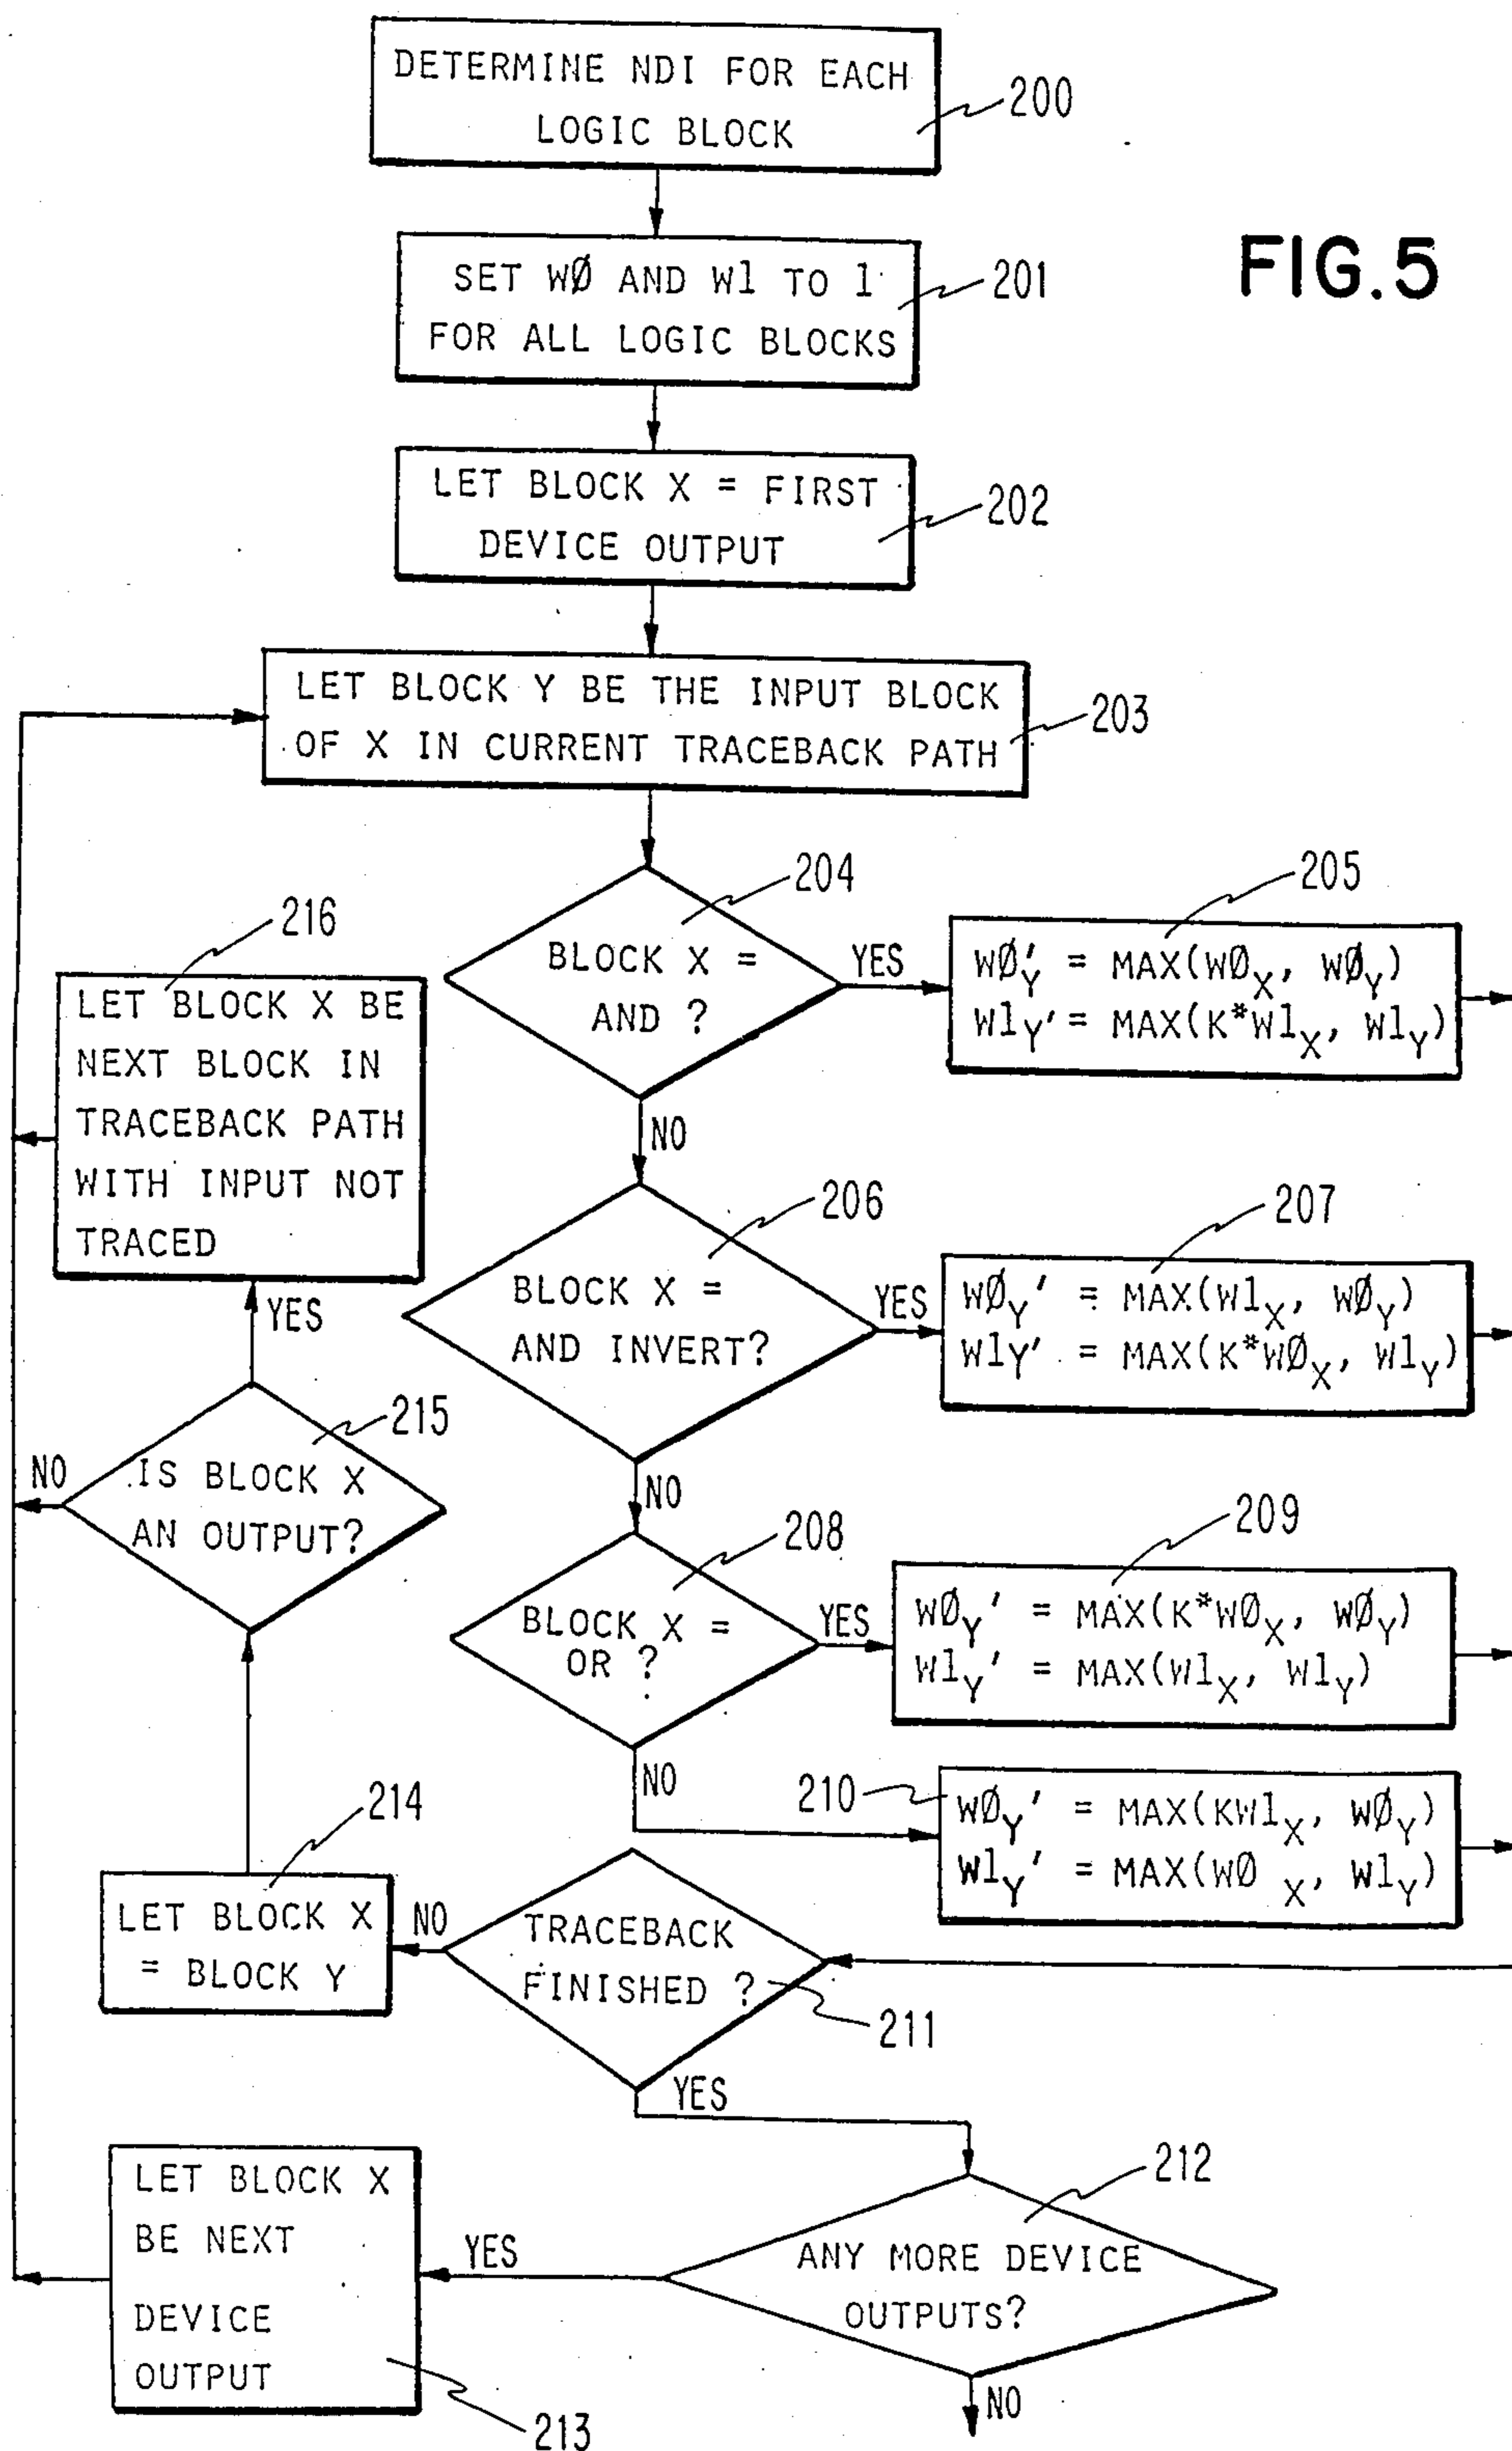 DETERMINE NDI FOR EACH
LOGIC BLOCK
200
FIG.5
SET WØ AND W1 TO 1
FOR ALL LOGIC BLOCKS
201
LET BLOCK X = FIRST
DEVICE OUTPUT
202
LET BLOCK Y BE THE INPUT BLOCK
OF X IN CURRENT TRACEBACK PATH
203
204
BLOCK X =
AND ?
YES
NO
205
WØY' = MAX(WØX, WØY)
W1Y' = MAX(K*W1X, W1Y)
216
LET BLOCK X BE
NEXT BLOCK IN
TRACEBACK PATH
WITH INPUT NOT
TRACED
YES
206
BLOCK X =
AND INVERT?
YES
NO
207
WØY' = MAX(W1X, WØY)
W1Y' = MAX(K*WØX, W1Y)
215
IS BLOCK X
AN OUTPUT?
NO
208
BLOCK X =
OR ?
YES
NO
209
WØY' = MAX(K*WØX, WØY)
W1Y' = MAX(W1X, W1Y)
210
WØY' = MAX(KW1X, WØY)
W1Y' = MAX(WØ X, W1Y)
214
LET BLOCK X
= BLOCK Y
NO
TRACEBACK
FINISHED ?
211
YES
212
ANY MORE DEVICE
OUTPUTS?
YES
NO
LET BLOCK X
BE NEXT
DEVICE
OUTPUT
213